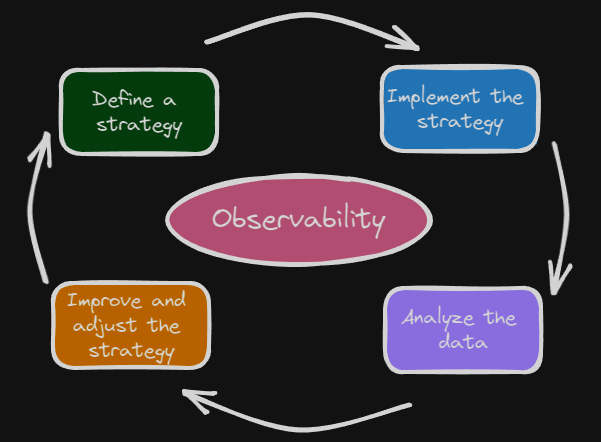 Define a
strategy
Implement the
strategy
Observability
Improve and
adjust the
strategy
Analyze the
data